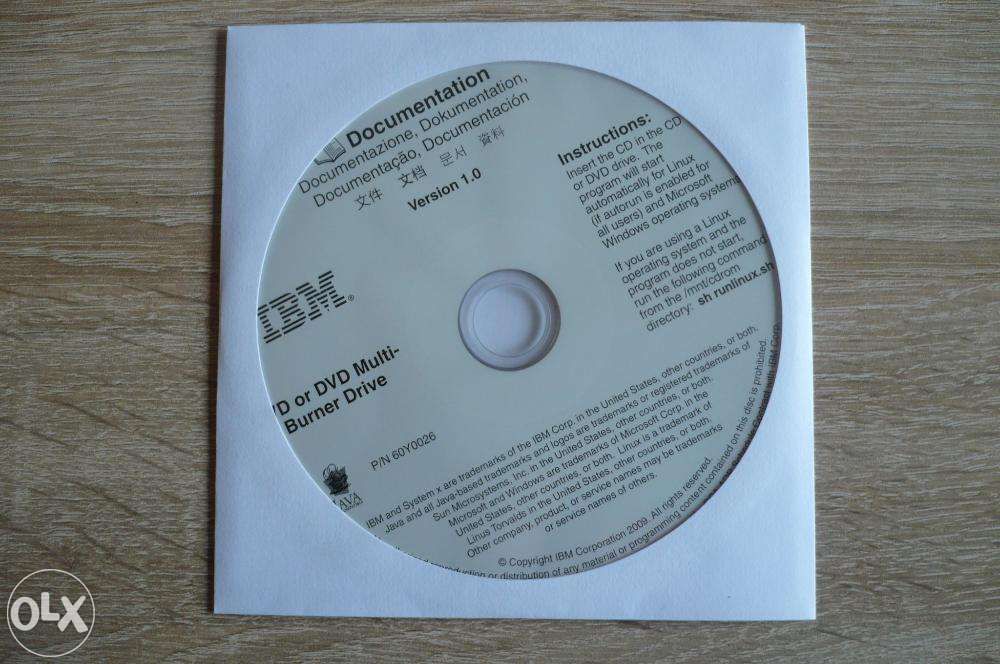 Documentation
Documentazione, Dokumentation,
Documentação, Documentación
文件 文档 문서 資料
Version 1.0
Instructions:
Insert the CD in the CD
or DVD drive. The
program will start
automatically for Linux
(if autorun is enabled for
all users) and Microsoft
Windows operating systems
If you are using a Linux
operating system and the
program does not start,
run the following command
from the /mnt/cdrom
directory: sh runlinux.sh
IBM®
D or DVD Multi-
Burner Drive
P/N 60Y0026
JAVA
IBM and System x are trademarks of the IBM Corp. in the United States, other countries, or both.
Java and all Java-based trademarks and logos are trademarks or registered trademarks of
Sun Microsystems, Inc. in the United States, other countries, or both.
Microsoft and Windows are trademarks of Microsoft Corp. in the
United States, other countries, or both. Linux is a trademark of
Linus Torvalds in the United States, other countries, or both.
Other company, product, or service names may be trademarks
or service names of others.
© Copyright IBM Corporation 2009. All rights reserved.
or distribution of any material or programming content contained on this disc is prohibited.
with IBM Corp.
OLX